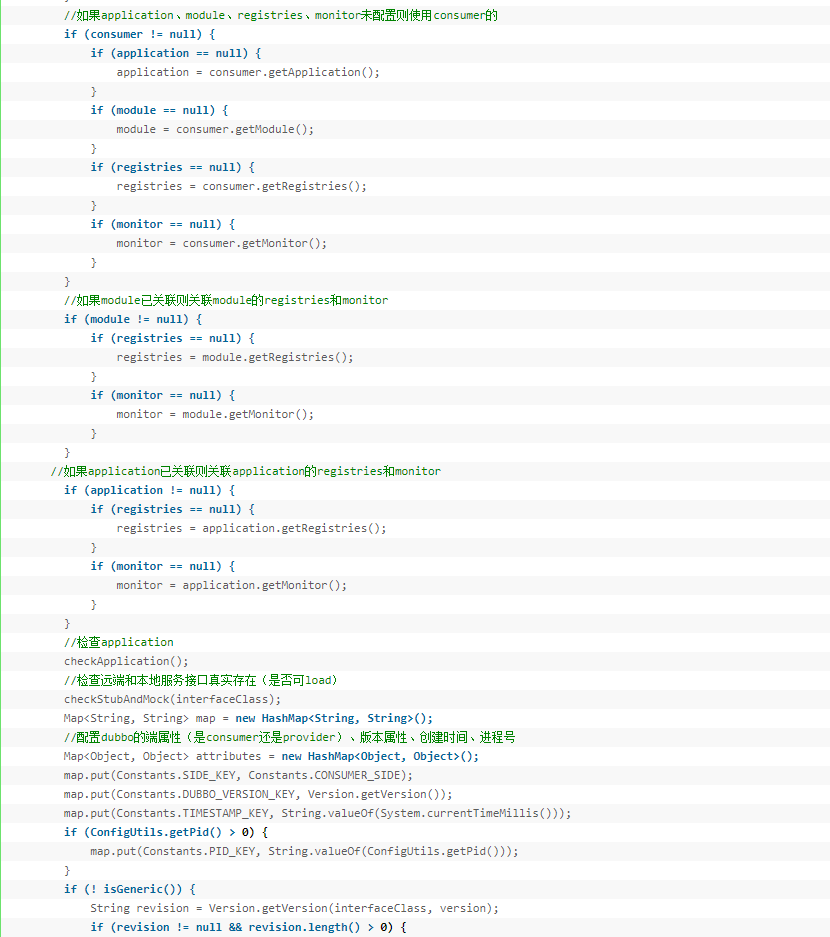 //如果application、module、registries、monitor未配置则使用consumer的
if (consumer != null) {
if (application == null) {
application = consumer.getApplication();
}
if (module == null) {
module = consumer.getModule();
}
if (registries == null) {
registries = consumer.getRegistries();
}
if (monitor == null) {
monitor = consumer.getMonitor();
}
}
//如果module已关联则关联module的registries和monitor
if (module != null) {
if (registries == null) {
registries = module.getRegistries();
}
if (monitor == null) {
monitor = module.getMonitor();
}
}
//如果application已关联则关联application的registries和monitor
if (application != null) {
if (registries == null) {
registries = application.getRegistries();
}
if (monitor == null) {
monitor = application.getMonitor();
}
}
//检查application
checkApplication();
//检查远端和本地服务接口真实存在（是否可load）
checkStubAndMock(interfaceClass);
Map<String, String> map = new HashMap<String, String>();
//配置dubbo的端属性（是consumer还是provider）、版本属性、创建时间、进程号
Map<Object, Object> attributes = new HashMap<Object, Object>();
map.put(Constants.SIDE_KEY, Constants.CONSUMER_SIDE);
map.put(Constants.DUBBO_VERSION_KEY, Version.getVersion());
map.put(Constants.TIMESTAMP_KEY, String.valueOf(System.currentTimeMillis()));
if (ConfigUtils.getPid() > 0) {
map.put(Constants.PID_KEY, String.valueOf(ConfigUtils.getPid()));
}
if (! isGeneric()) {
String revision = Version.getVersion(interfaceClass, version);
if (revision != null && revision.length() > 0) {